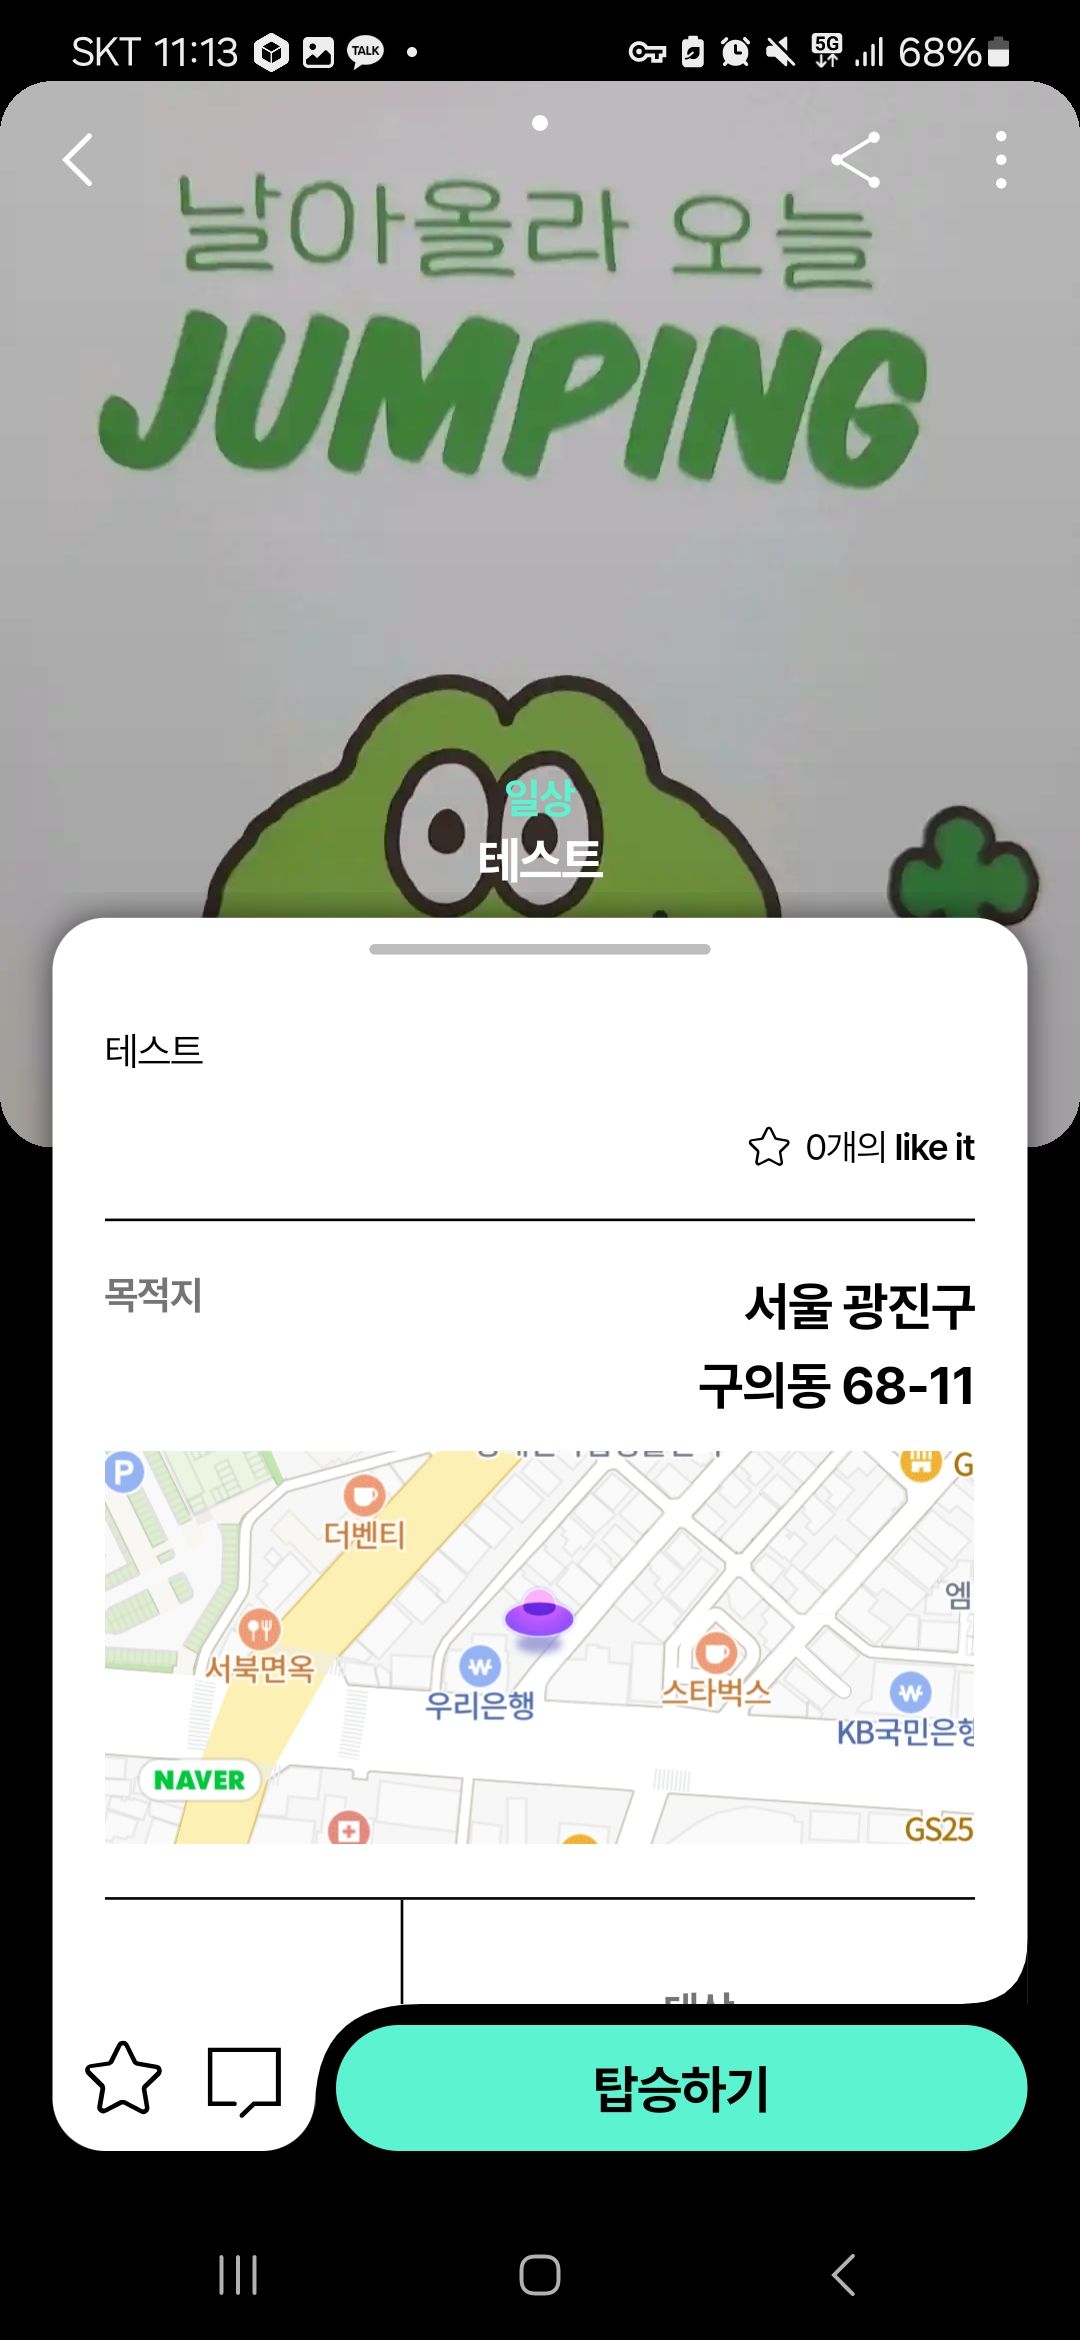 SKT 11:13 TALK 5G 68%
날아올라 오늘
JUMPING
일상
테스트
테스트
0개의 like it
목적지
서울 광진구
구의동 68-11
P
G
더벤티
엠
서북면옥
우리은행
스타벅스
KB국민은행
NAVER
GS25
대상
탑승하기